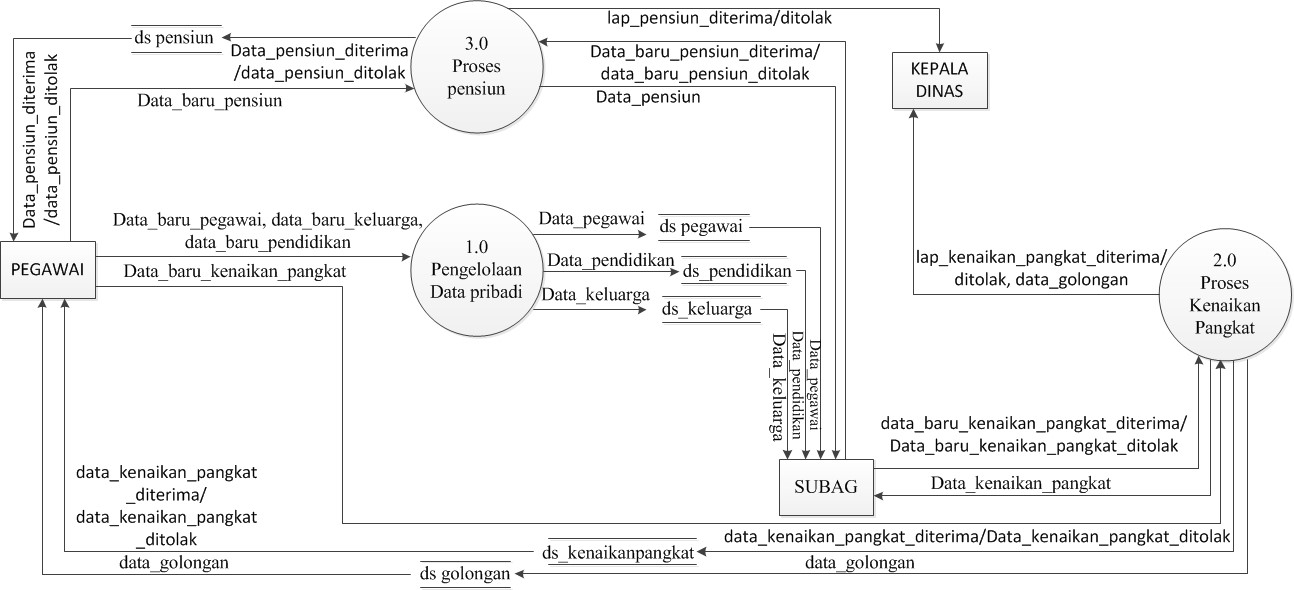 lap_pensiun_diterima/ditolak
ds pensiun
3.0
Proses
pensiun
Data_pensiun_diterima
/data_pensiun_ditolak
Data_baru_pensiun_diterima/
data_baru_pensiun_ditolak
Data_pensiun
Data_baru_pensiun
KEPALA
DINAS
Data_pensiun_diterima
/data_pensiun_ditolak
Data_baru_pegawai, data_baru_keluarga,
data_baru_pendidikan
PEGAWAI
Data_baru_kenaikan_pangkat
1.0
Pengelolaan
Data pribadi
Data_pegawai
ds pegawai
Data_pendidikan
ds_pendidikan
Data_keluarga
ds_keluarga
Data_keluarga
Data_pendidikan
Data_pegawai
lap_kenaikan_pangkat_diterima/
ditolak, data_golongan
2.0
Proses
Kenaikan
Pangkat
data_baru_kenaikan_pangkat_diterima/
Data_baru_kenaikan_pangkat_ditolak
SUBAG
Data_kenaikan_pangkat
data_kenaikan_pangkat
_diterima/
data_kenaikan_pangkat
_ditolak
data_kenaikan_pangkat_diterima/Data_kenaikan_pangkat_ditolak
ds_kenaikanpangkat
data_golongan
ds golongan
data_golongan